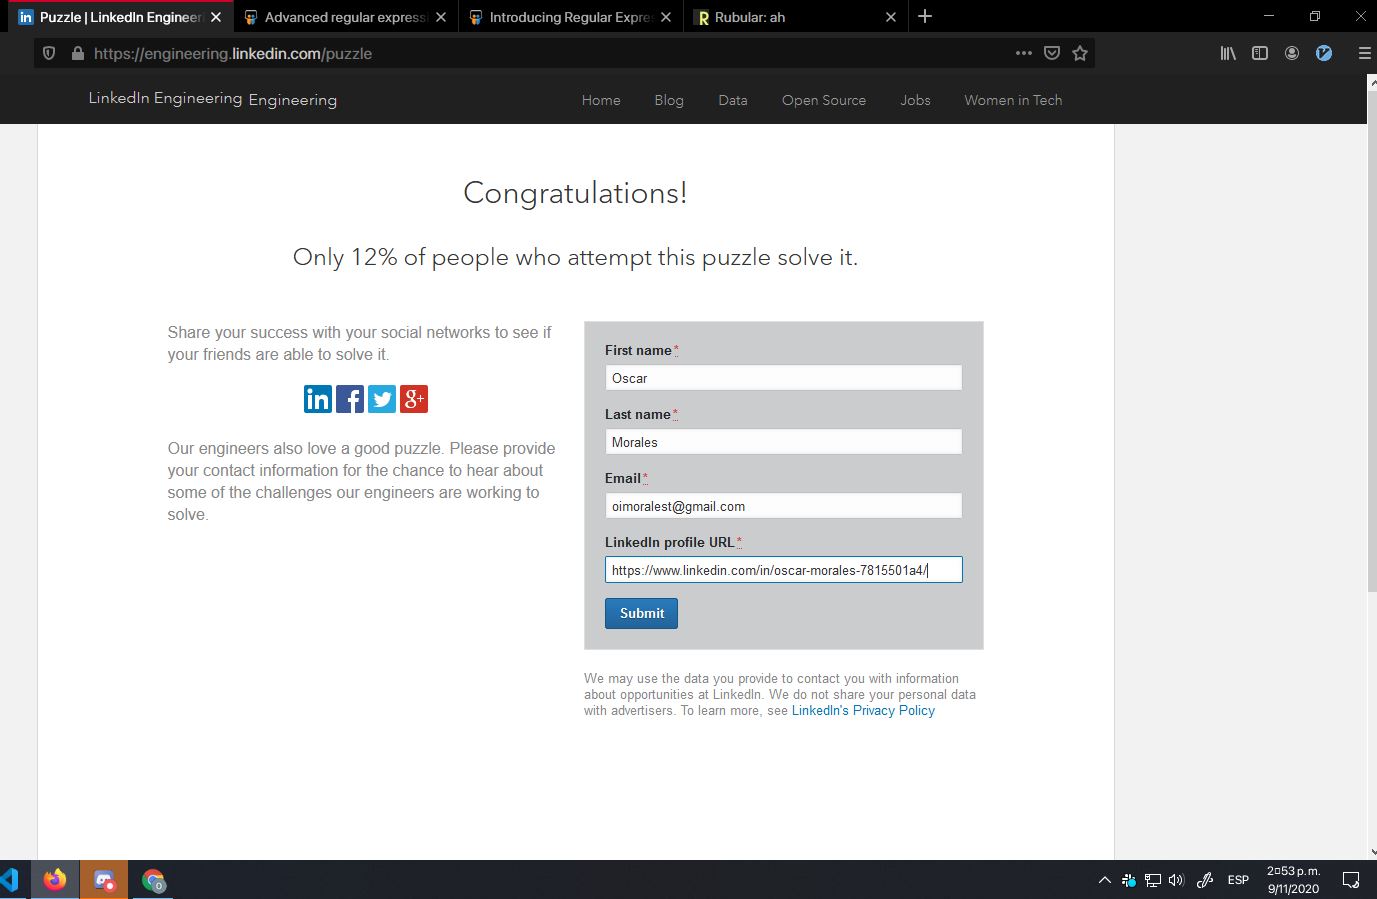 Puzzle | LinkedIn Engineeri
Advanced regular express
Introducing Regular Expre
Rubular: ah
https://engineering.linkedin.com/puzzle
LinkedIn Engineering Engineering
Home
Blog
Data
Open Source
Jobs
Women in Tech
Congratulations!
Only 12% of people who attempt this puzzle solve it.
Share your success with your social networks to see if
your friends are able to solve it.
Our engineers also love a good puzzle. Please provide
your contact information for the chance to hear about
some of the challenges our engineers are working to
solve.
First name*
Oscar
Last name*
Morales
Email*
oimoralest@gmail.com
LinkedIn profile URL*
https://www.linkedin.com/in/oscar-morales-7815501a4/
Submit
We may use the data you provide to contact you with information
about opportunities at LinkedIn. We do not share your personal data
with advertisers. To learn more, see LinkedIn's Privacy Policy
ESP
2:53 p. m.
9/11/2020